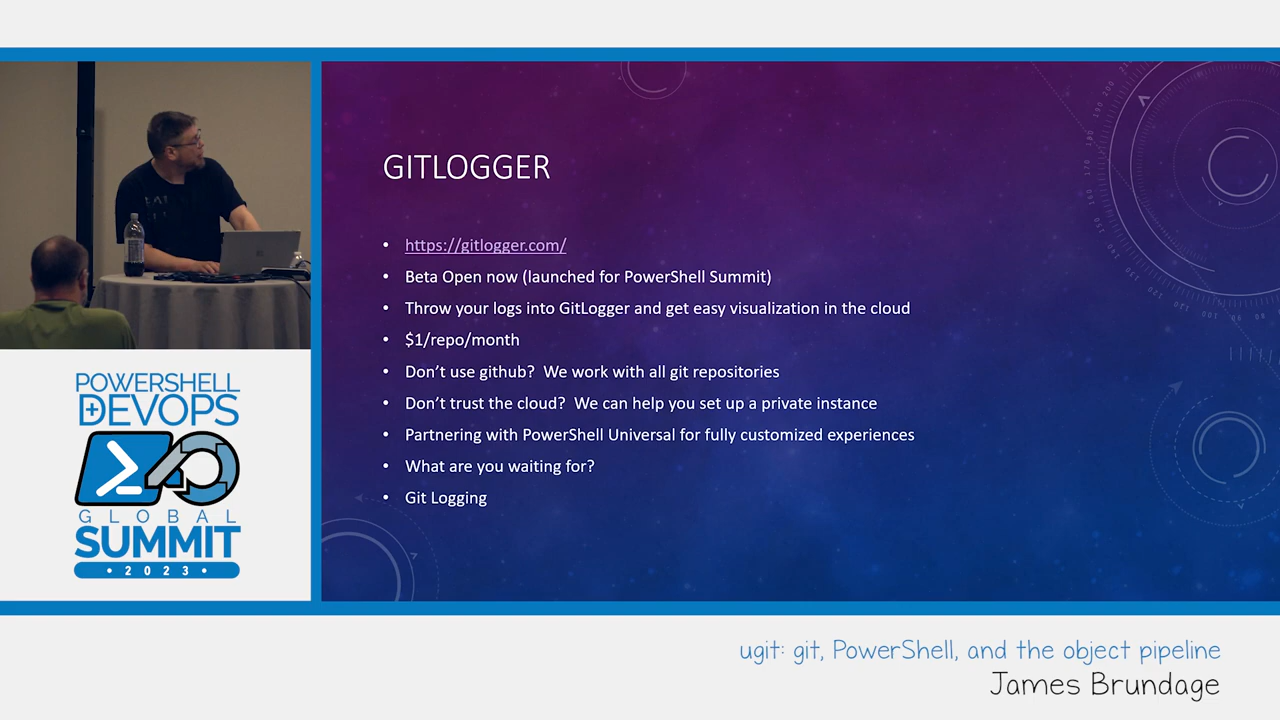 GITLOGGER
• https://gitlogger.com/
• Beta Open now (launched for PowerShell Summit)
• Throw your logs into GitLogger and get easy visualization in the cloud
• $1/repo/month
• Don't use github?  We work with all git repositories
• Don't trust the cloud?  We can help you set up a private instance
• Partnering with PowerShell Universal for fully customized experiences
• What are you waiting for?
• Git Logging
POWERSHELL
+DEVOPS
GLOBAL
SUMMIT
• 2023 •
ugit: git, PowerShell, and the object pipeline
James Brundage